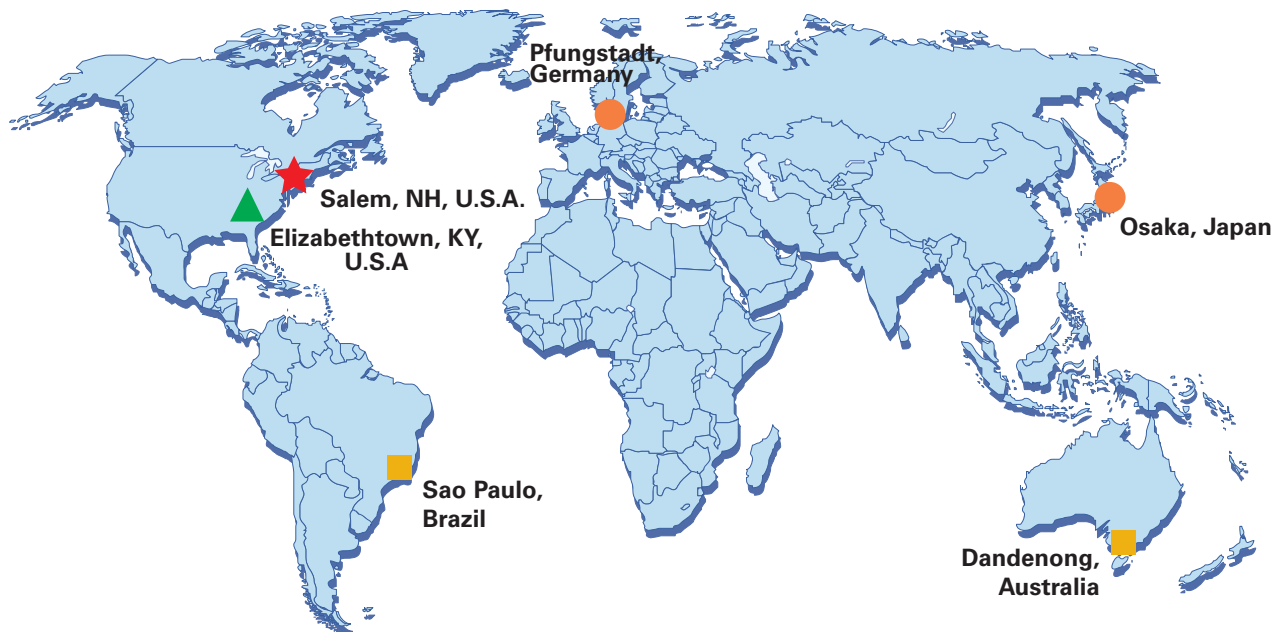 Pfungstadt,
Germany
Salem, NH, U.S.A.
Elizabethtown, KY,
U.S.A
Osaka, Japan
Sao Paulo,
Brazil
Dandenong,
Australia